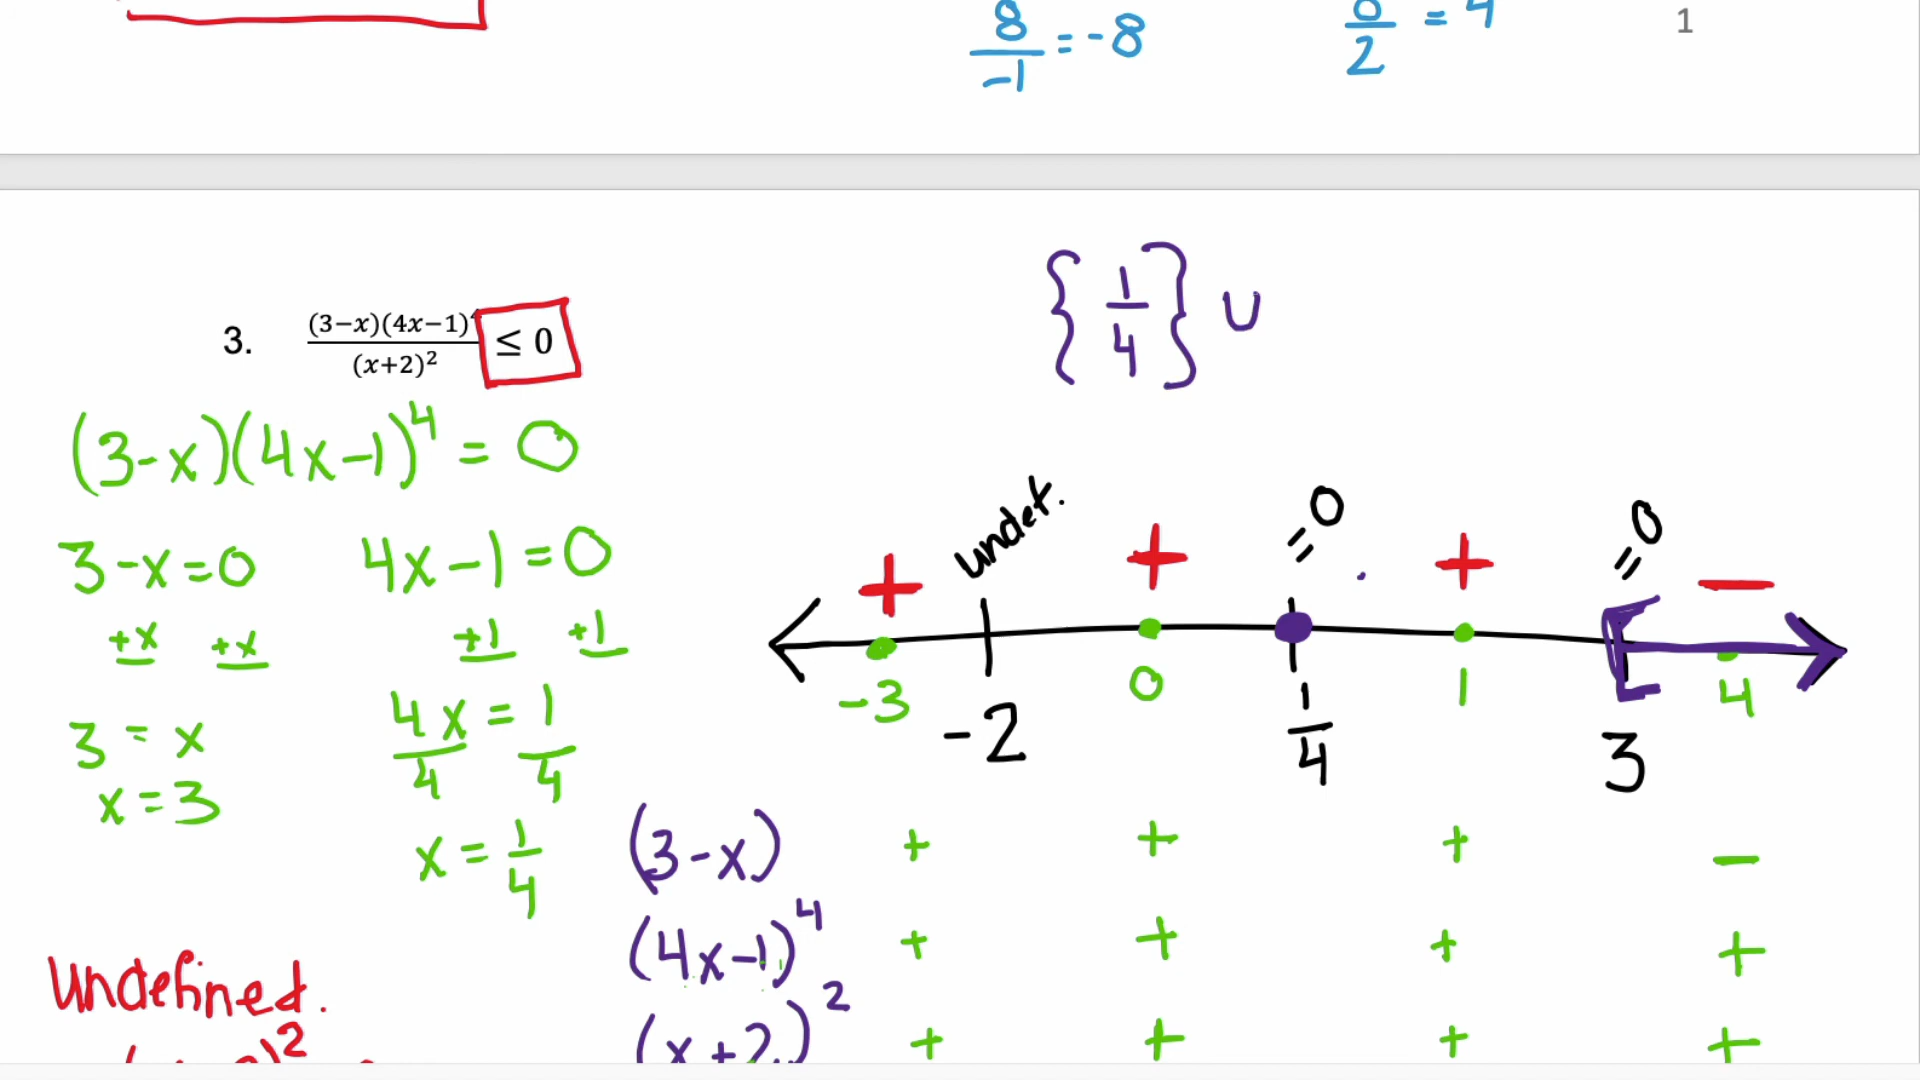 8/-1 = -8
/2 = 4
1
{1/4} ∪
3. (3−x)(4x−1)⁴/(x+2)² ≤ 0
(3-x)(4x-1)⁴ = 0
undef. =0 =0
3-x=0 4x-1=0
+ + + −
+x +x +1 +1
-3 0 1 4
-2 1/4 3
3 = x 4x/4 = 1/4
x=3
x = 1/4
(3-x) + + + −
(4x-1)⁴ + + + +
Undefined.
(x+2)² + + + +